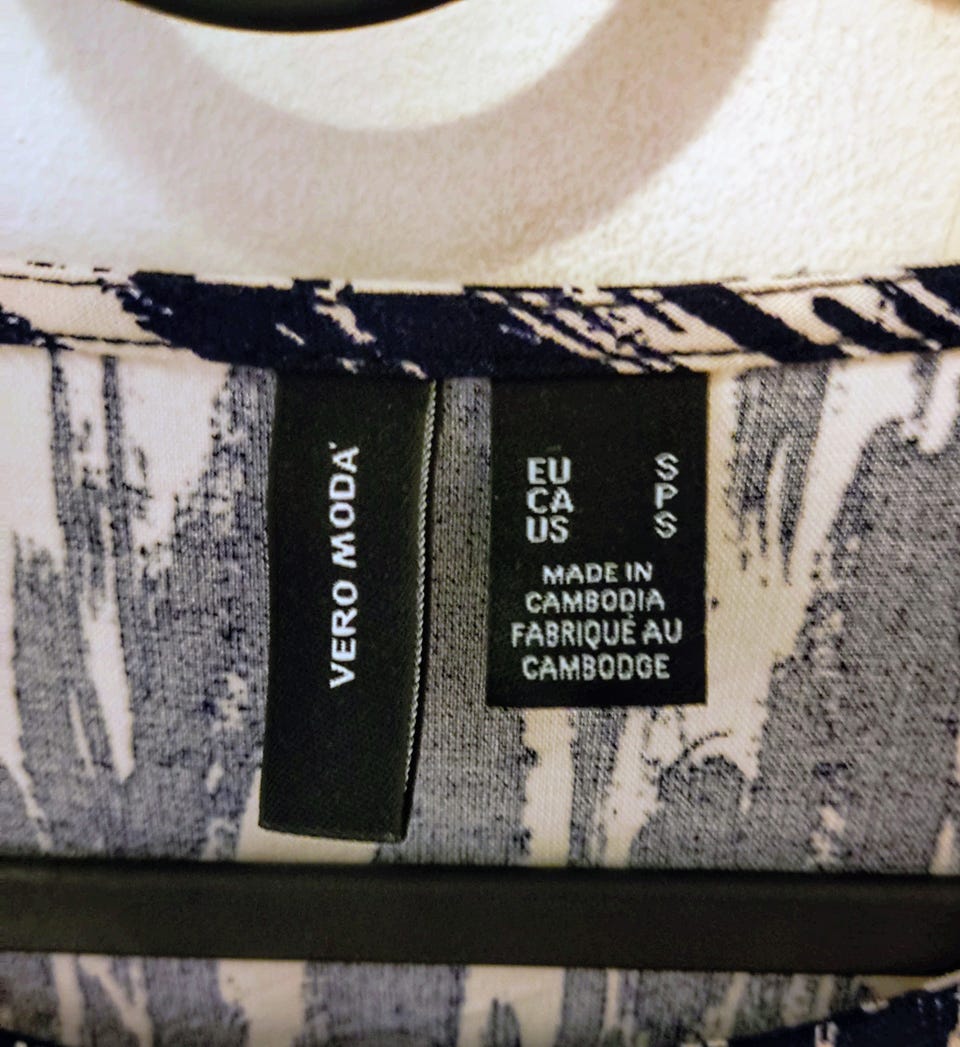 VERO MODA
EU S
CA P
US S
MADE IN
CAMBODIA
FABRIQUÉ AU
CAMBODGE